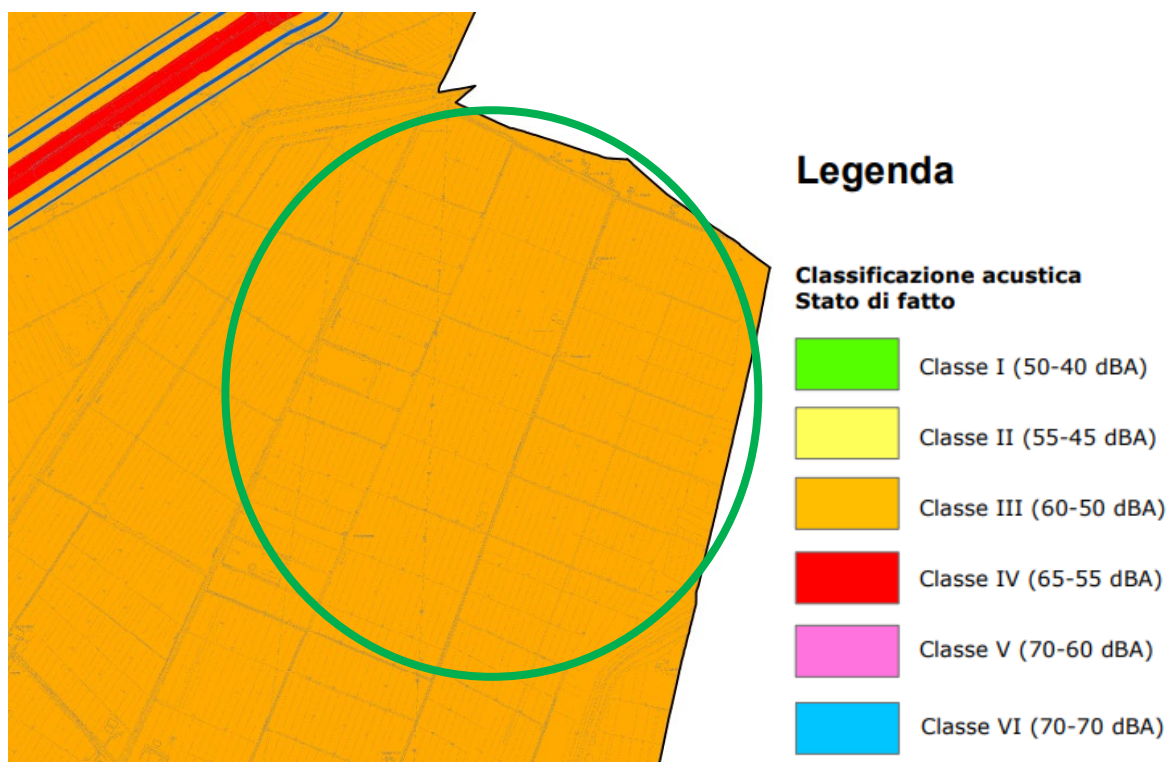 Legenda
Classificazione acustica
Stato di fatto
Classe I (50-40 dBA)
Classe II (55-45 dBA)
Classe III (60-50 dBA)
Classe IV (65-55 dBA)
Classe V (70-60 dBA)
Classe VI (70-70 dBA)